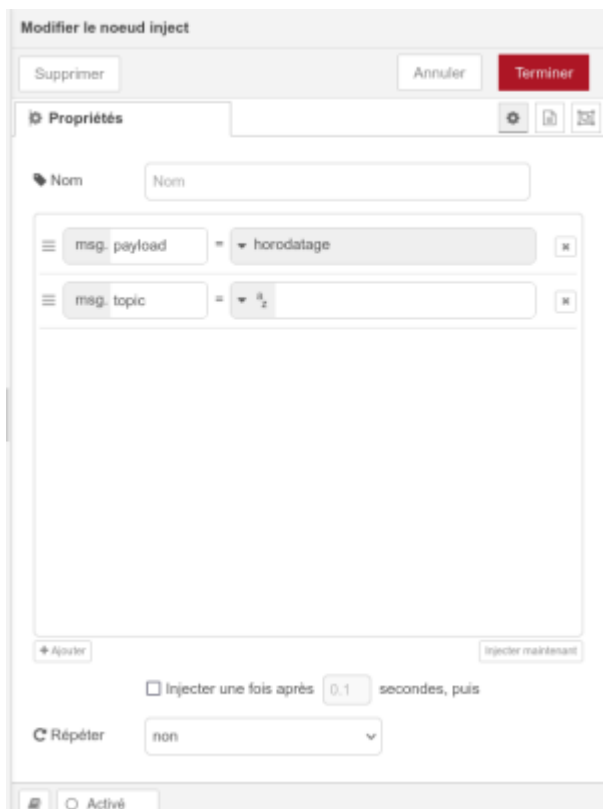 Modifier le noeud inject
Supprimer Annuler Terminer
Propriétés
Nom Nom
msg. payload = horodatage
msg. topic = a z
Ajouter Injecter maintenant
Injecter une fois après 0.1 secondes, puis
Répéter non
Activé